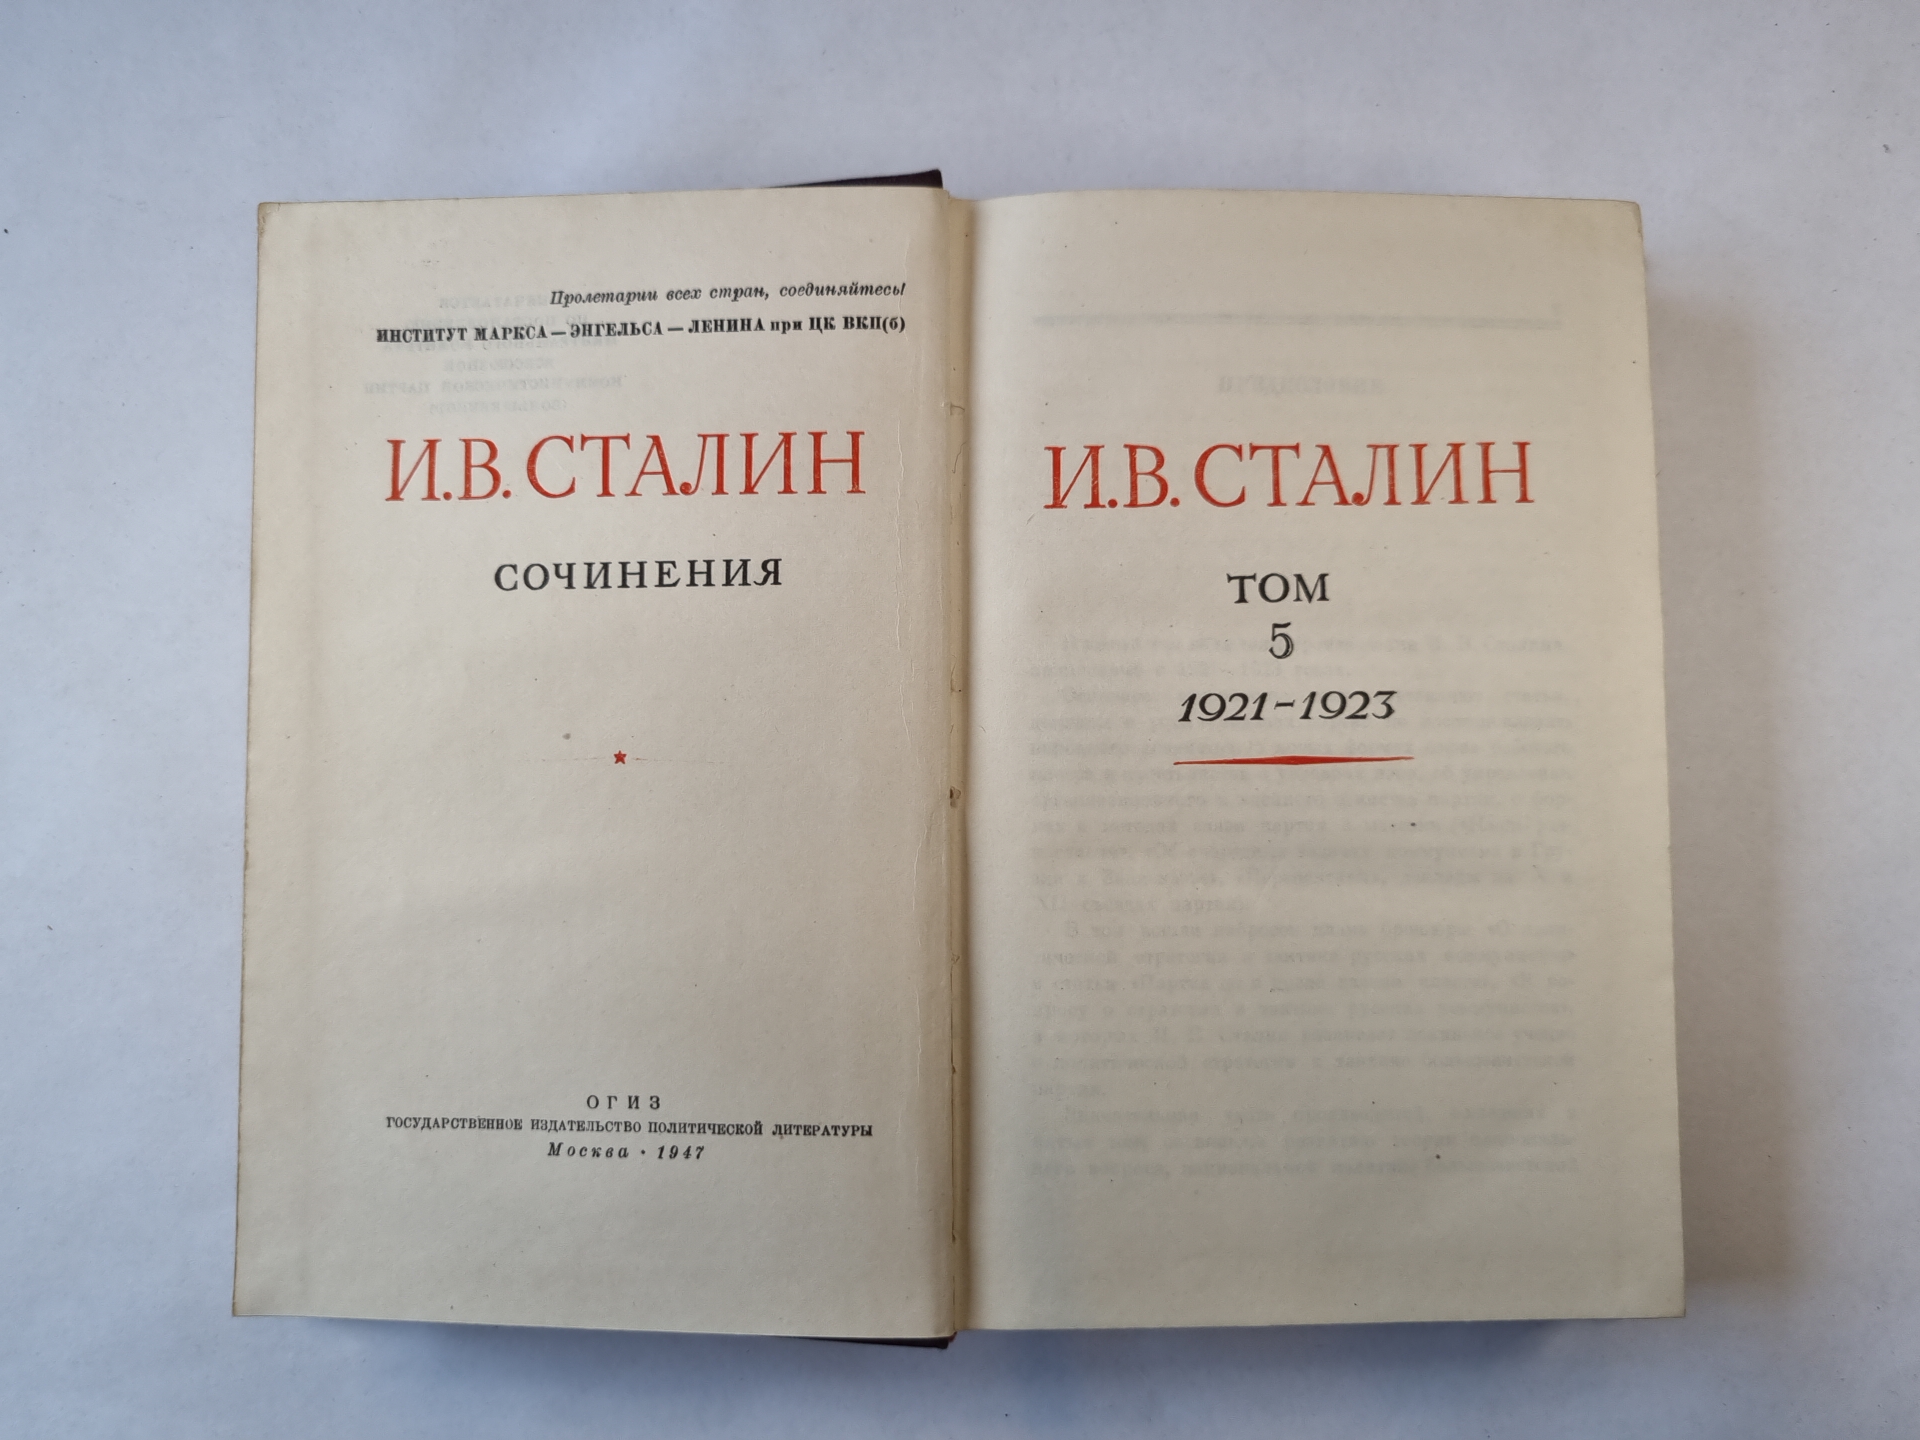 Пролетарии всех стран, соединяйтесь!
ИНСТИТУТ МАРКСА — ЭНГЕЛЬСА — ЛЕНИНА при ЦК ВКП(б)
И.В. СТАЛИН
СОЧИНЕНИЯ
ОГИЗ
ГОСУДАРСТВЕННОЕ ИЗДАТЕЛЬСТВО ПОЛИТИЧЕСКОЙ ЛИТЕРАТУРЫ
Москва · 1947
И.В. СТАЛИН
ТОМ
5
1921-1923